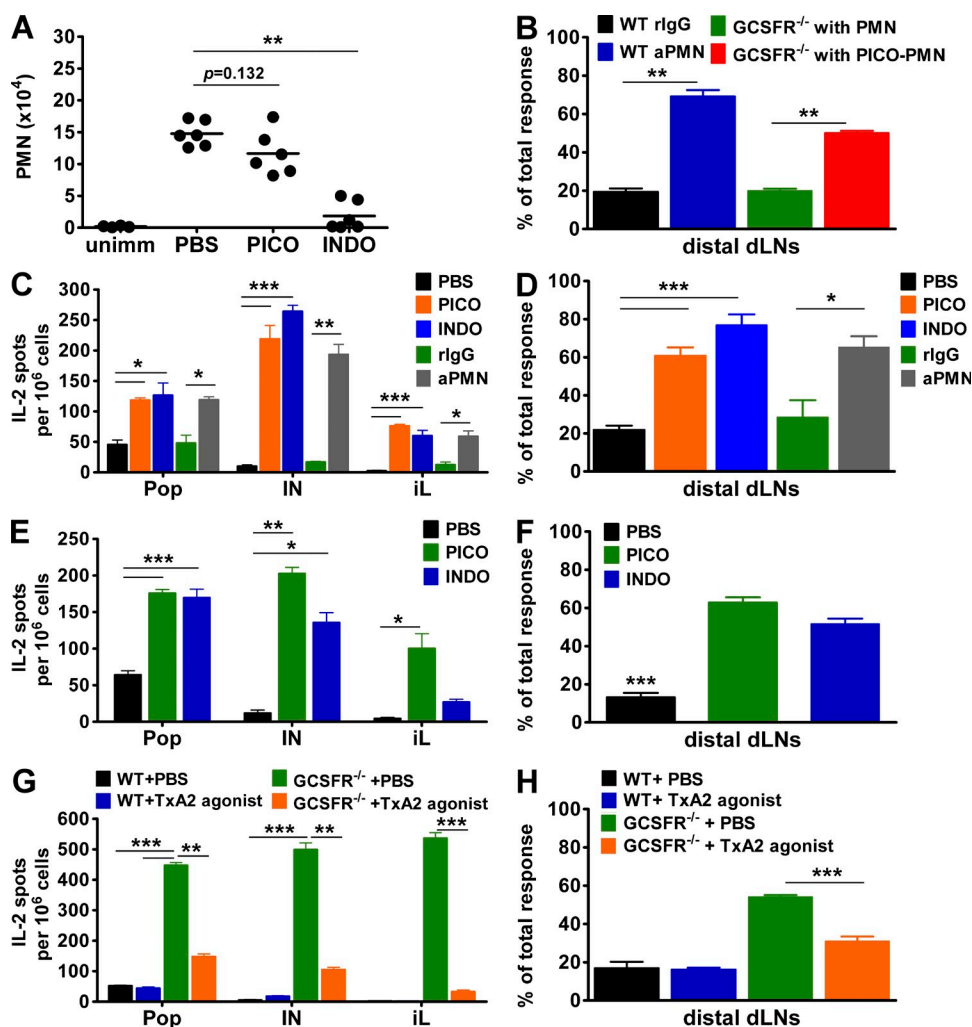 A
30
25
20
15
10
5
0
PMN (x10⁴)
**
p=0.132
unimm PBS PICO INDO
B
WT rIgG
GCSFR⁻/⁻ with PMN
WT aPMN
GCSFR⁻/⁻ with PICO-PMN
80
60
40
20
0
% of total response
**
**
distal dLNs
C
300
250
200
150
100
50
0
IL-2 spots
per 10⁶ cells
PBS
PICO
INDO
rIgG
aPMN
* *
*** **
*** *
Pop IN iL
D
100
80
60
40
20
0
% of total response
PBS
PICO
INDO
rIgG
aPMN
***
*
distal dLNs
E
250
200
150
100
50
0
IL-2 spots
per 10⁶ cells
PBS
PICO
INDO
***
**
*
*
Pop IN iL
F
100
80
60
40
20
0
% of total response
PBS
PICO
INDO
***
distal dLNs
G
WT+PBS
GCSFR⁻/⁻ +PBS
WT+TxA2 agonist
GCSFR⁻/⁻ +TxA2 agonist
600
500
400
300
200
100
0
IL-2 spots
per 10⁶ cells
*** **
*** **
***
Pop IN iL
H
100
80
60
40
20
0
% of total response
WT+ PBS
WT+ TxA2 agonist
GCSFR⁻/⁻ + PBS
GCSFR⁻/⁻ + TxA2 agonist
***
distal dLNs